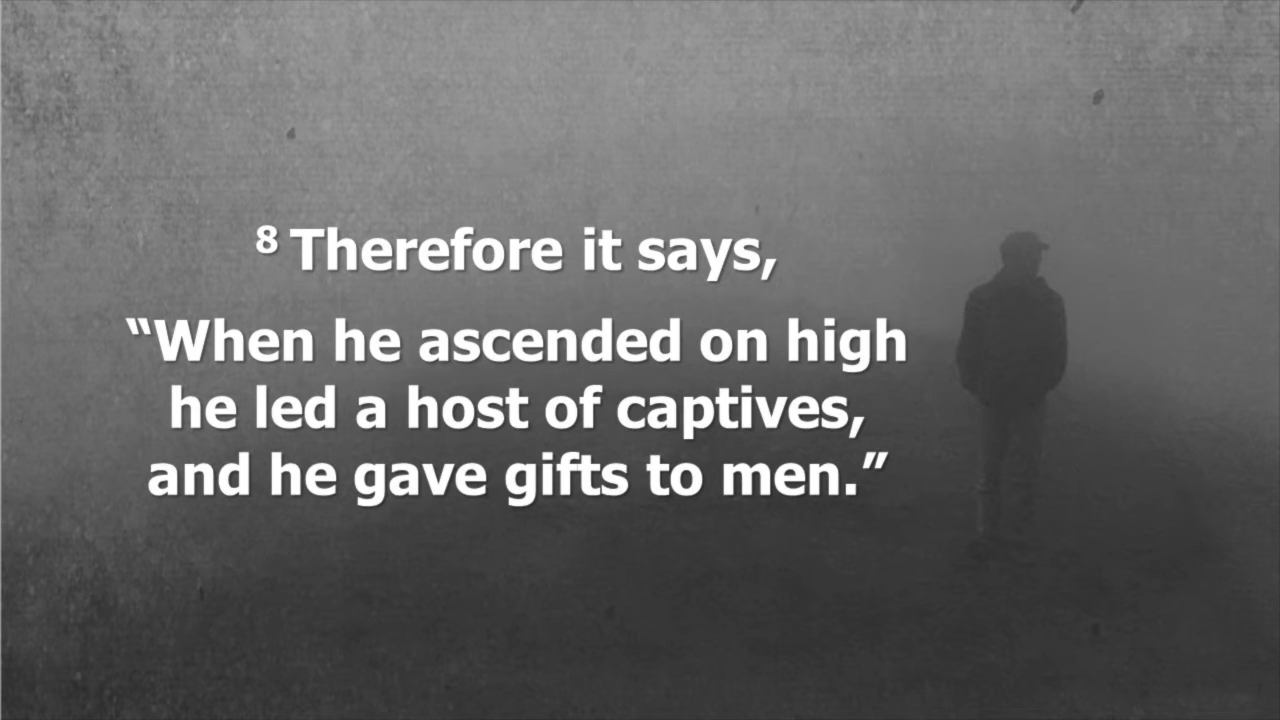 ⁸ Therefore it says,
“When he ascended on high
he led a host of captives,
and he gave gifts to men.”